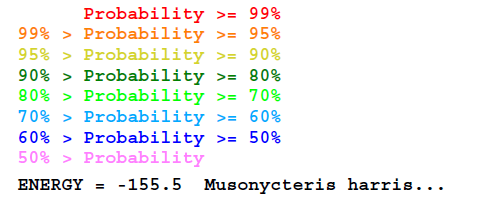 Probability >= 99%
99% > Probability >= 95%
95% > Probability >= 90%
90% > Probability >= 80%
80% > Probability >= 70%
70% > Probability >= 60%
60% > Probability >= 50%
50% > Probability
ENERGY = -155.5  Musonycteris harris...